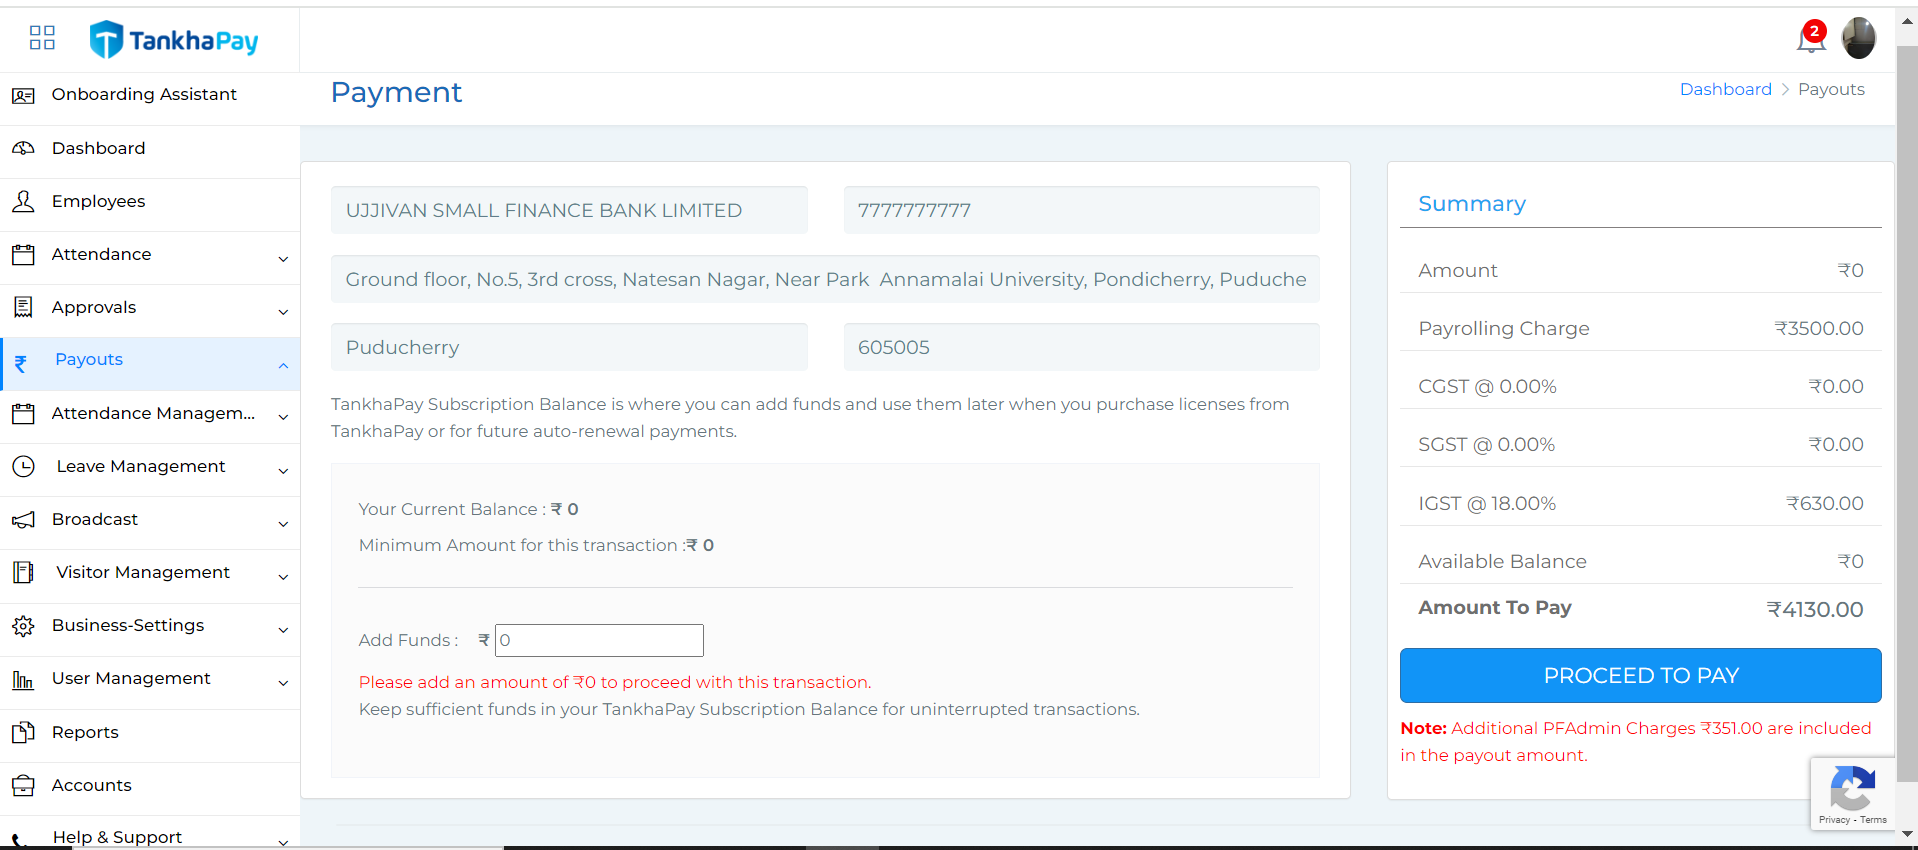 TankhaPay
2
Onboarding Assistant
Dashboard
Employees
Attendance
Approvals
Payouts
Attendance Managem...
Leave Management
Broadcast
Visitor Management
Business-Settings
User Management
Reports
Accounts
Help & Support
Payment
Dashboard > Payouts
UJJIVAN SMALL FINANCE BANK LIMITED
7777777777
Ground floor, No.5, 3rd cross, Natesan Nagar, Near Park  Annamalai University, Pondicherry, Puduche
Puducherry
605005
TankhaPay Subscription Balance is where you can add funds and use them later when you purchase licenses from
TankhaPay or for future auto-renewal payments.
Your Current Balance : ₹ 0
Minimum Amount for this transaction :₹ 0
Add Funds : ₹ 0
Please add an amount of ₹0 to proceed with this transaction.
Keep sufficient funds in your TankhaPay Subscription Balance for uninterrupted transactions.
Summary
Amount ₹0
Payrolling Charge ₹3500.00
CGST @ 0.00% ₹0.00
SGST @ 0.00% ₹0.00
IGST @ 18.00% ₹630.00
Available Balance ₹0
Amount To Pay ₹4130.00
PROCEED TO PAY
Note: Additional PFAdmin Charges ₹351.00 are included
in the payout amount.
Privacy - Terms